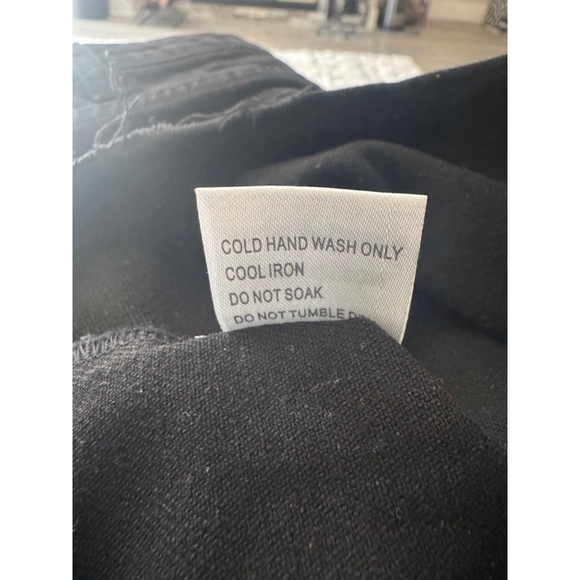 COLD HAND WASH ONLY
COOL IRON
DO NOT SOAK
DO NOT TUMBLE